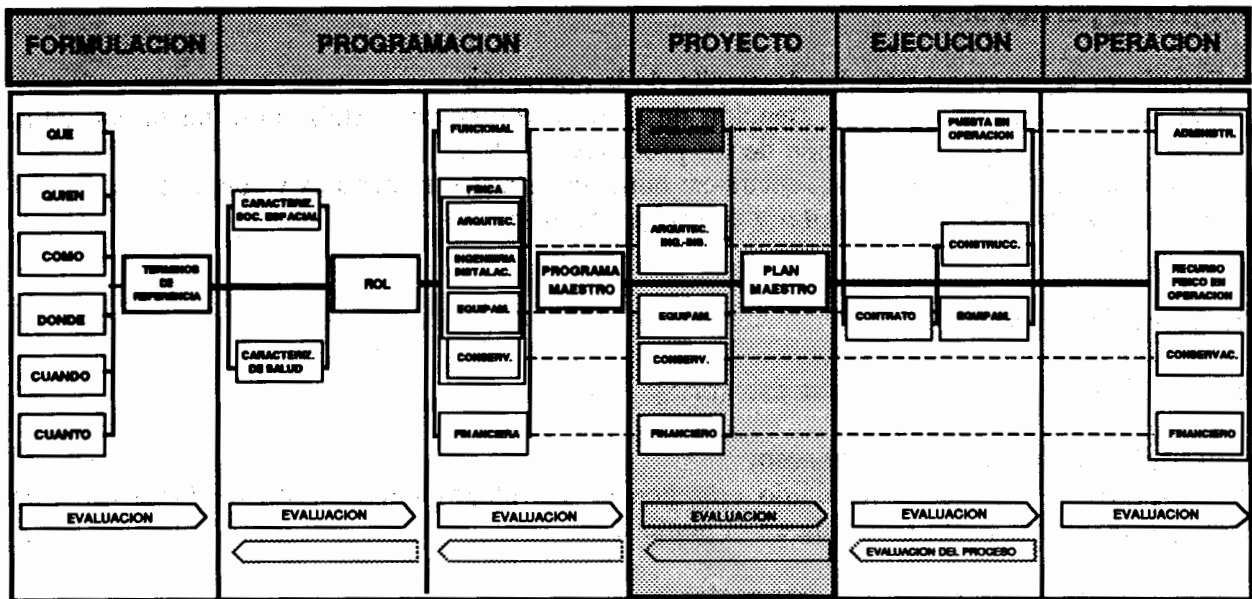 FORMULACION
PROGRAMACION
PROYECTO
EJECUCION
OPERACION
QUE
QUIEN
COMO
DONDE
CUANDO
CUANTO
TERMINOS
DE
REFERENCIA
CARACTERIZ.
SOC. ESPACIAL
CARACTERIZ.
DE SALUD
ROL
FUNCIONAL
FISICA
ARQUITEC.
INGENIERIA
INSTALAC.
EQUIPAM.
CONSERV.
FINANCIERA
PROGRAMA
MAESTRO
ARQUITEC.
ING.-INS.
EQUIPAM.
CONSERV.
FINANCIERO
PLAN
MAESTRO
CONTRATO
PUESTA EN
OPERACION
CONSTRUCC.
EQUIPAM.
ADMINISTR.
RECURSO
FISICO EN
OPERACION
CONSERVAC.
FINANCIERO
EVALUACION
EVALUACION
EVALUACION
EVALUACION
EVALUACION
EVALUACION
EVALUACION DEL PROCESO